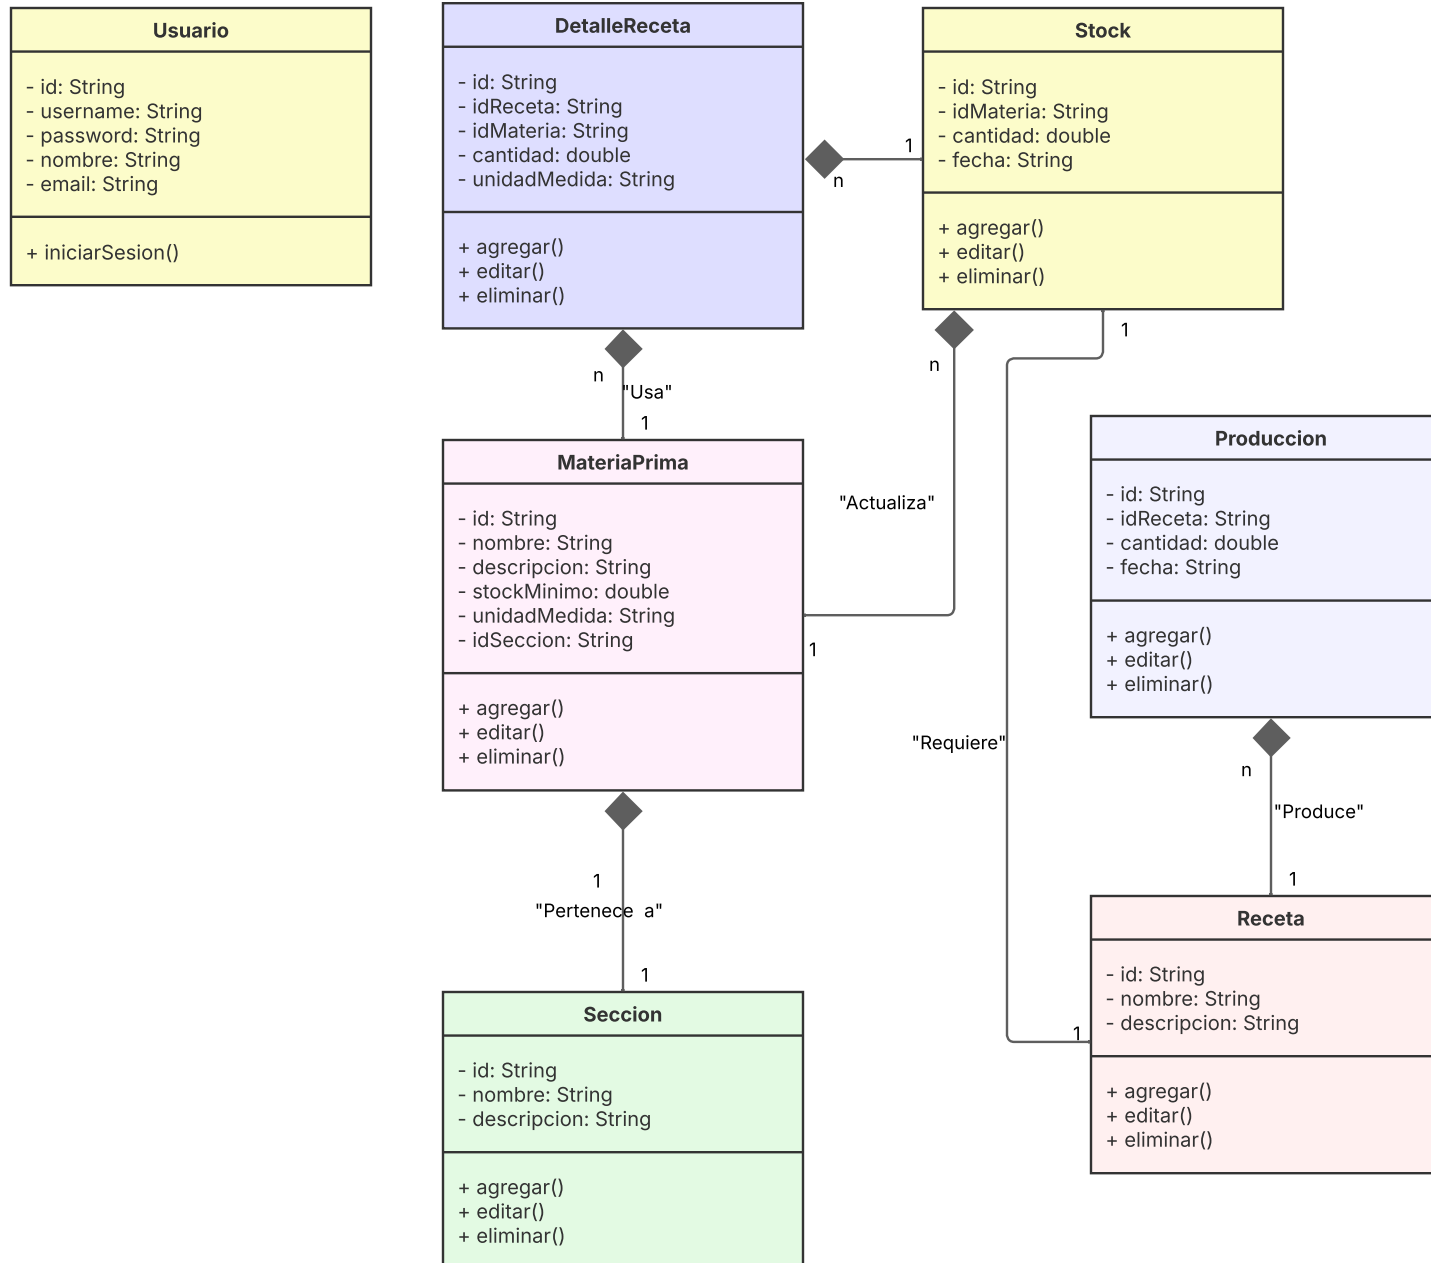 Usuario
- id: String
- username: String
- password: String
- nombre: String
- email: String
+ iniciarSesion()
DetalleReceta
- id: String
- idReceta: String
- idMateria: String
- cantidad: double
- unidadMedida: String
+ agregar()
+ editar()
+ eliminar()
n
1
Stock
- id: String
- idMateria: String
- cantidad: double
- fecha: String
+ agregar()
+ editar()
+ eliminar()
n
"Usa"
1
n
"Actualiza"
1
1
"Requiere"
1
MateriaPrima
- id: String
- nombre: String
- descripcion: String
- stockMinimo: double
- unidadMedida: String
- idSeccion: String
+ agregar()
+ editar()
+ eliminar()
Produccion
- id: String
- idReceta: String
- cantidad: double
- fecha: String
+ agregar()
+ editar()
+ eliminar()
n
"Produce"
1
1
"Pertenece a"
1
Receta
- id: String
- nombre: String
- descripcion: String
+ agregar()
+ editar()
+ eliminar()
Seccion
- id: String
- nombre: String
- descripcion: String
+ agregar()
+ editar()
+ eliminar()